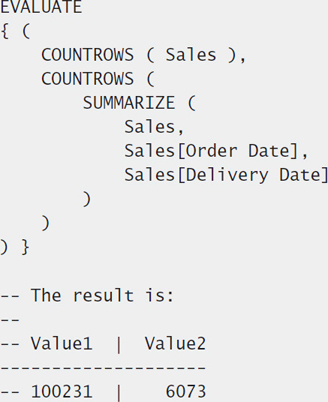 EVALUATE
{ (
    COUNTROWS ( Sales ),
    COUNTROWS (
        SUMMARIZE (
            Sales,
            Sales[Order Date],
            Sales[Delivery Date]
        )
    )
) }

-- The result is:
--
-- Value1  |  Value2
--------------------
-- 100231  |    6073